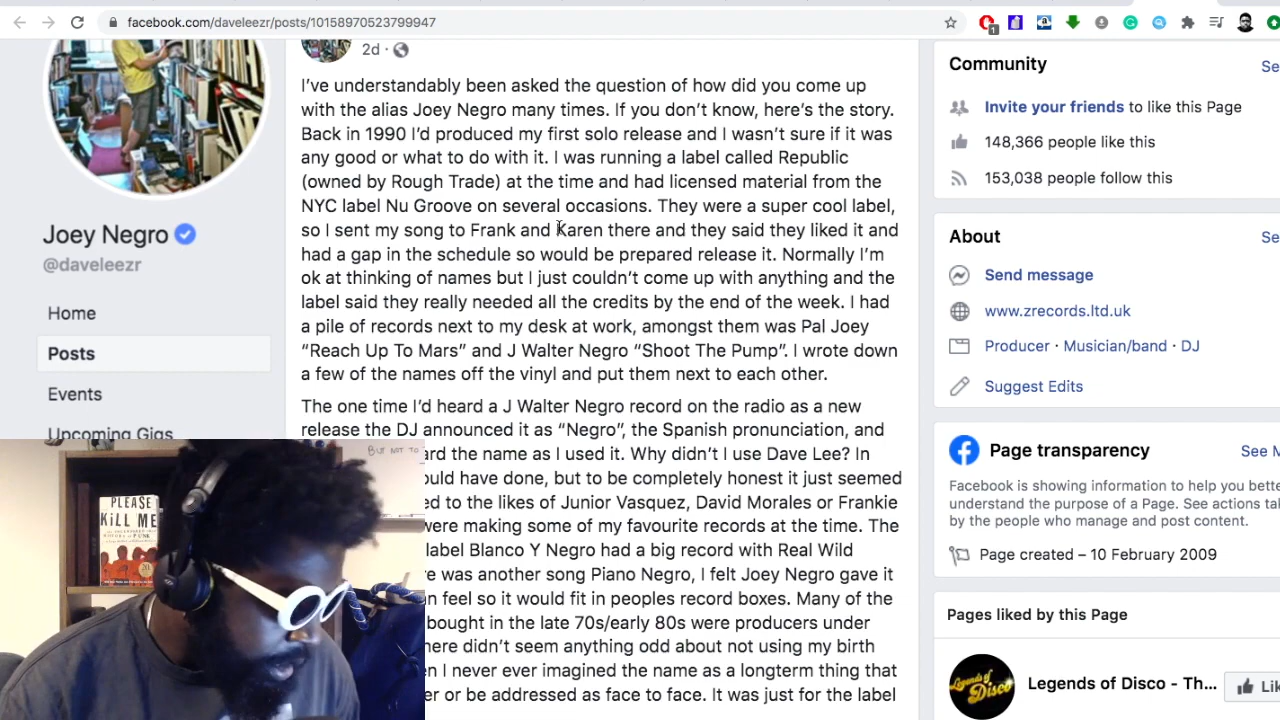 facebook.com/daveleezr/posts/10158970523799947
1
2d
I've understandably been asked the question of how did you come up
with the alias Joey Negro many times. If you don't know, here's the story.
Back in 1990 I'd produced my first solo release and I wasn't sure if it was
any good or what to do with it. I was running a label called Republic
(owned by Rough Trade) at the time and had licensed material from the
NYC label Nu Groove on several occasions. They were a super cool label,
so I sent my song to Frank and Karen there and they said they liked it and
had a gap in the schedule so would be prepared release it. Normally I'm
ok at thinking of names but I just couldn't come up with anything and the
label said they really needed all the credits by the end of the week. I had
a pile of records next to my desk at work, amongst them was Pal Joey
“Reach Up To Mars” and J Walter Negro “Shoot The Pump”. I wrote down
a few of the names off the vinyl and put them next to each other.
The one time I'd heard a J Walter Negro record on the radio as a new
release the DJ announced it as “Negro”, the Spanish pronunciation, and
ard the name as I used it. Why didn't I use Dave Lee? In
ould have done, but to be completely honest it just seemed
ed to the likes of Junior Vasquez, David Morales or Frankie
were making some of my favourite records at the time. The
label Blanco Y Negro had a big record with Real Wild
re was another song Piano Negro, I felt Joey Negro gave it
n feel so it would fit in peoples record boxes. Many of the
bought in the late 70s/early 80s were producers under
here didn't seem anything odd about not using my birth
n I never ever imagined the name as a longterm thing that
er or be addressed as face to face. It was just for the label
Joey Negro
@daveleezr
Home
Posts
Events
Upcoming Gigs
BUT NOT TO
PLEASE
KILL ME
Community
Se
Invite your friends to like this Page
148,366 people like this
153,038 people follow this
About
Se
Send message
www.zrecords.ltd.uk
Producer · Musician/band · DJ
Suggest Edits
Page transparency
See M
Facebook is showing information to help you bette
understand the purpose of a Page. See actions ta
by the people who manage and post content.
Page created – 10 February 2009
Pages liked by this Page
Legends of Disco
Legends of Disco - Th...
Lik